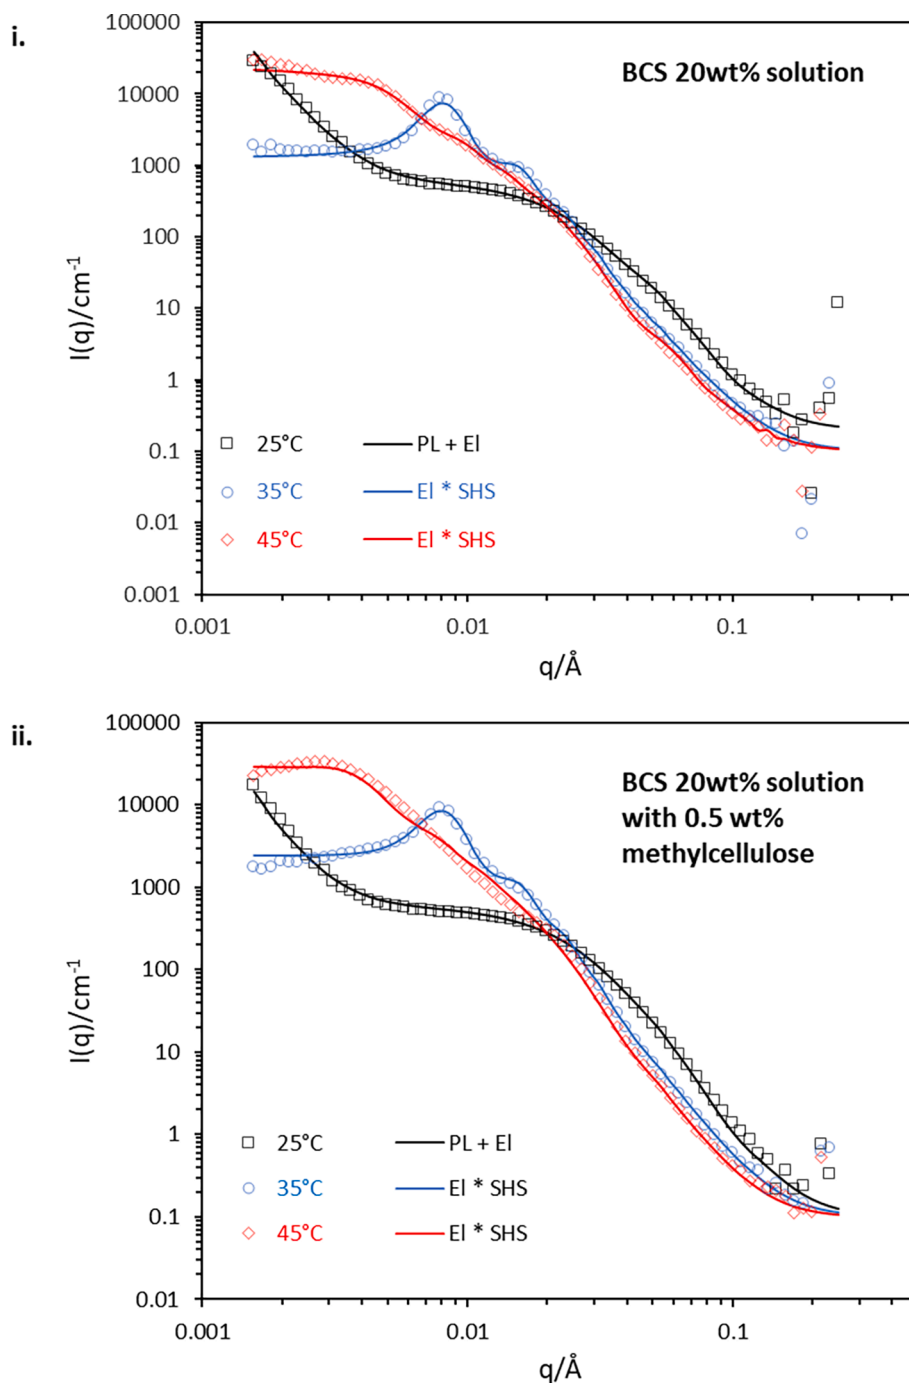 i.
BCS 20wt% solution
100000
10000
1000
100
10
1
0.1
0.01
0.001
I(q)/cm⁻¹
25°C PL + El
35°C El * SHS
45°C El * SHS
0.001 0.01 0.1 1
q/Å
ii.
BCS 20wt% solution
with 0.5 wt%
methylcellulose
100000
10000
1000
100
10
1
0.1
0.01
I(q)/cm⁻¹
25°C PL + El
35°C El * SHS
45°C El * SHS
0.001 0.01 0.1 1
q/Å